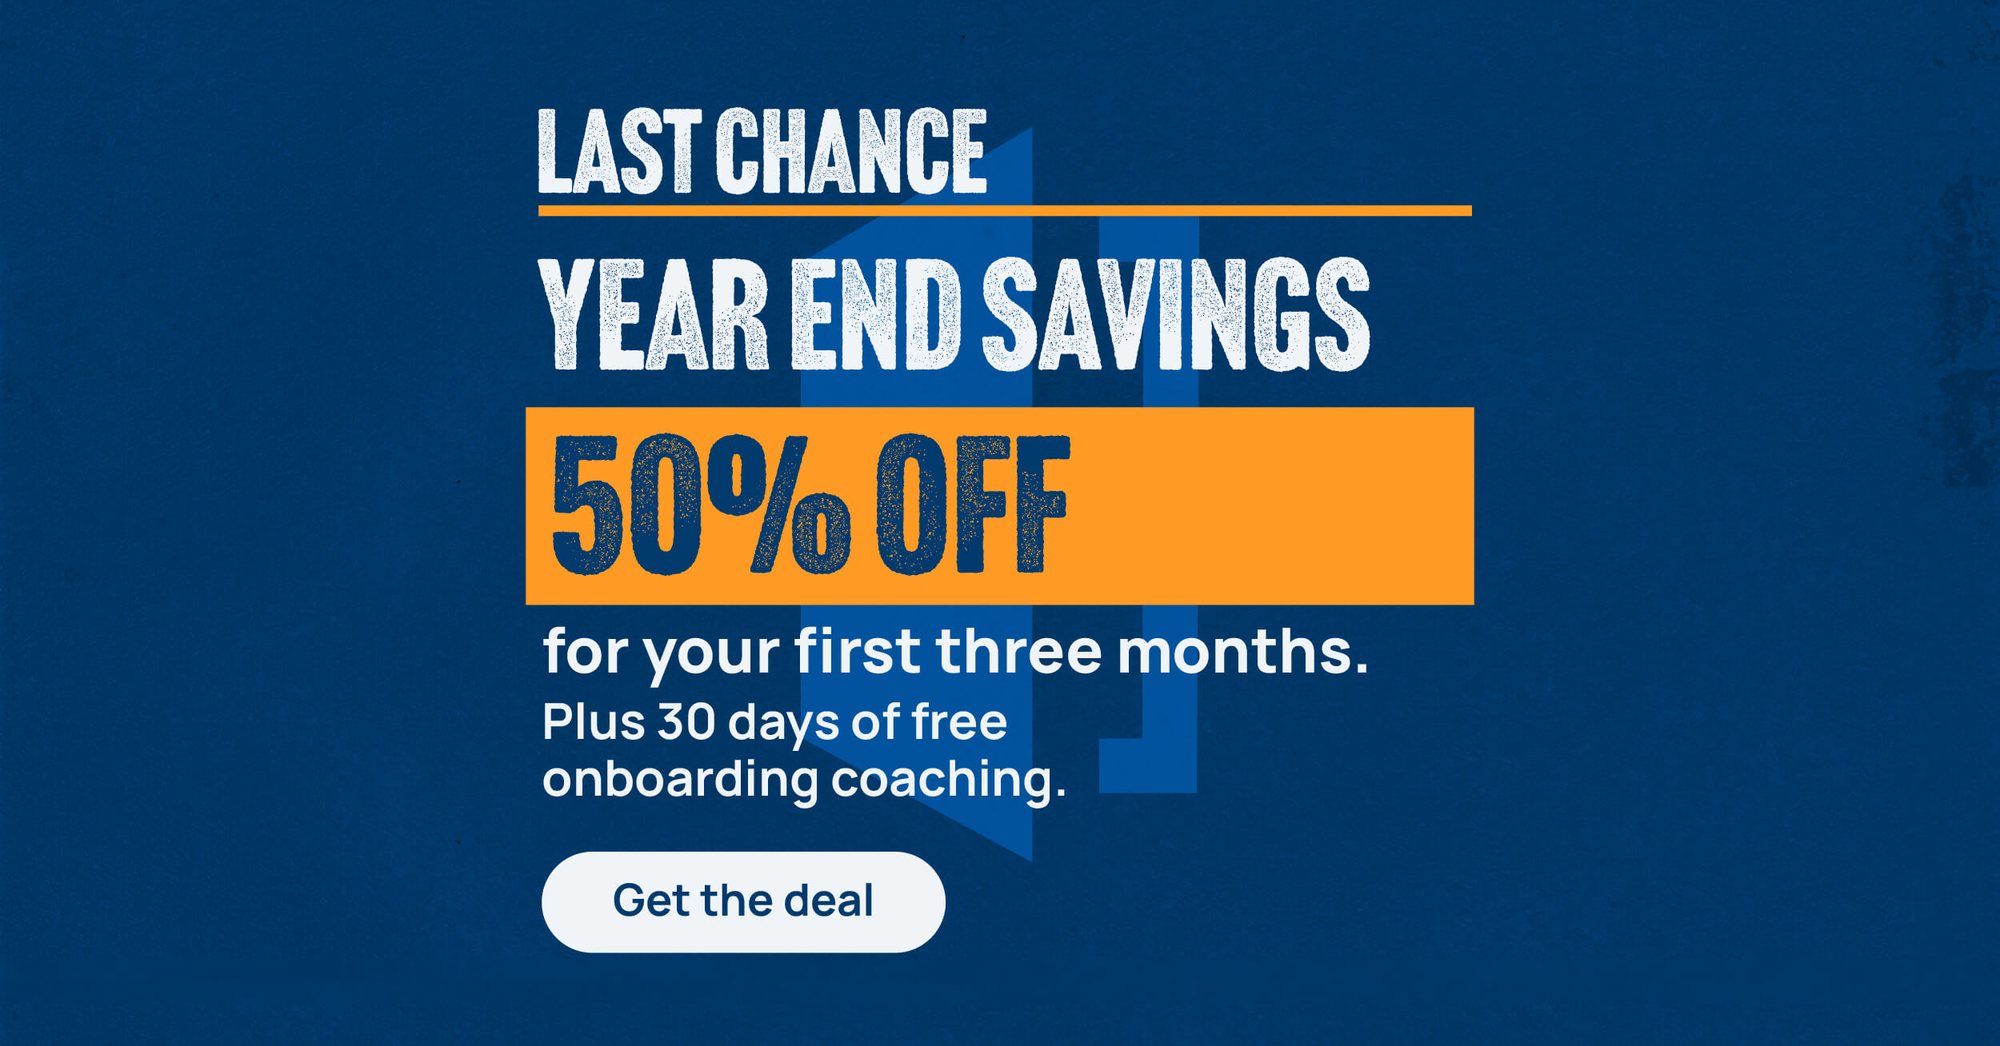 LAST CHANCE
YEAR END SAVINGS
50% OFF
for your first three months.
Plus 30 days of free
onboarding coaching.
Get the deal